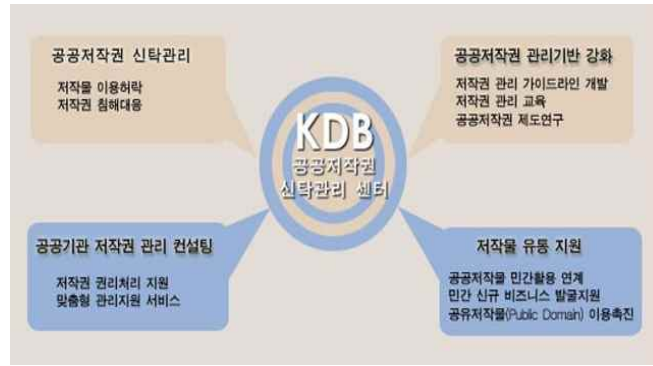 공공저작권 신탁관리
저작물 이용허락
저작권 침해대응
공공저작권 관리기반 강화
저작권 관리 가이드라인 개발
저작권 관리 교육
공공저작권 제도연구
KDB
공공저작권
신탁관리 센터
공공기관 저작권 관리 컨설팅
저작권 권리처리 지원
맞춤형 관리지원 서비스
저작물 유통 지원
공공저작물 민간활용 연계
민간 신규 비즈니스 발굴지원
공유저작물(Public Domain) 이용촉진